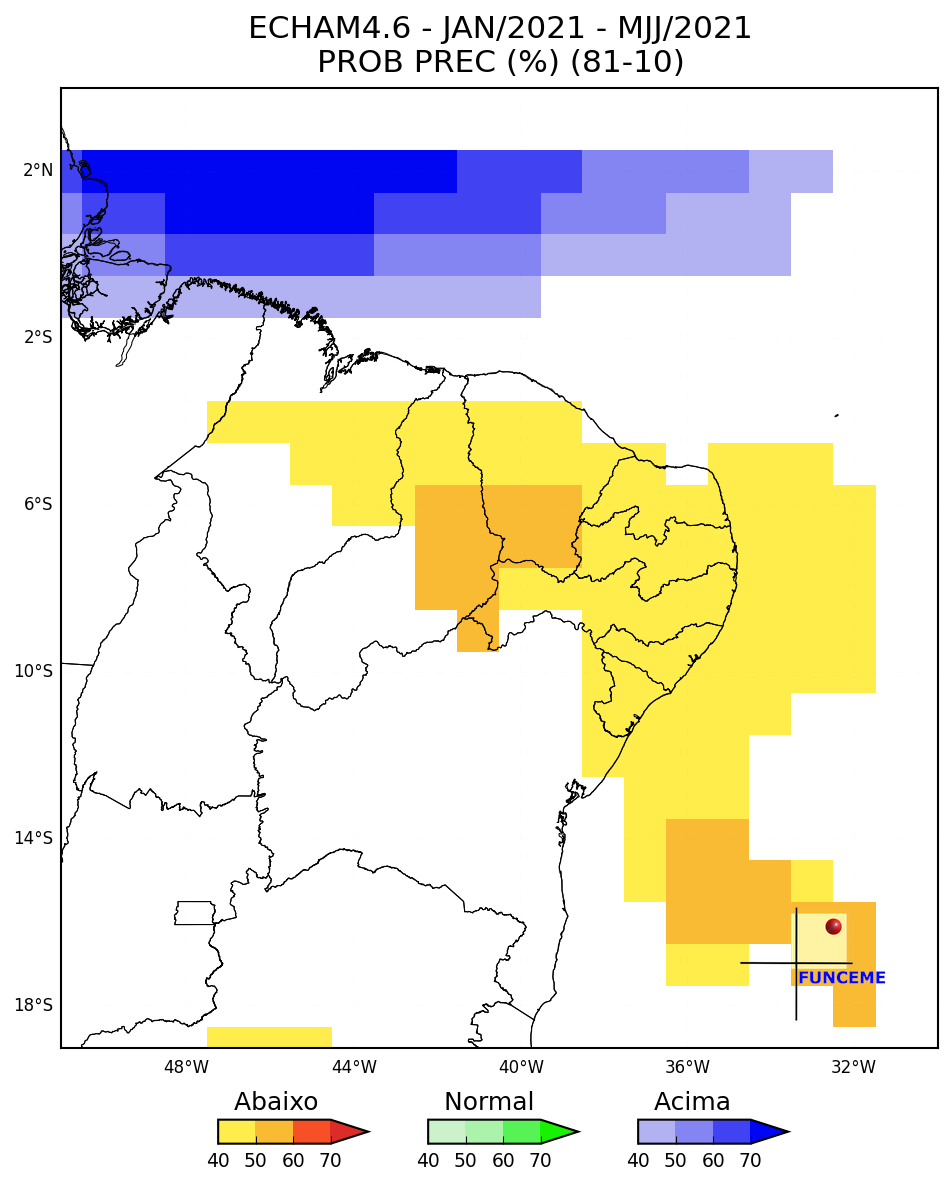 ECHAM4.6 - JAN/2021 - MJJ/2021
PROB PREC (%) (81-10)
2°N
2°S
6°S
10°S
14°S
18°S
FUNCEME
48°W 44°W 40°W 36°W 32°W
Abaixo Normal Acima
40 50 60 70 40 50 60 70 40 50 60 70